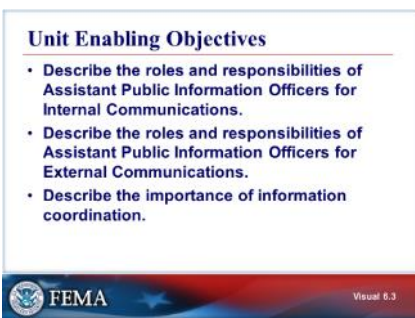 Unit Enabling Objectives
• Describe the roles and responsibilities of
Assistant Public Information Officers for
Internal Communications.
• Describe the roles and responsibilities of
Assistant Public Information Officers for
External Communications.
• Describe the importance of information
coordination.
FEMA
Visual 6.3